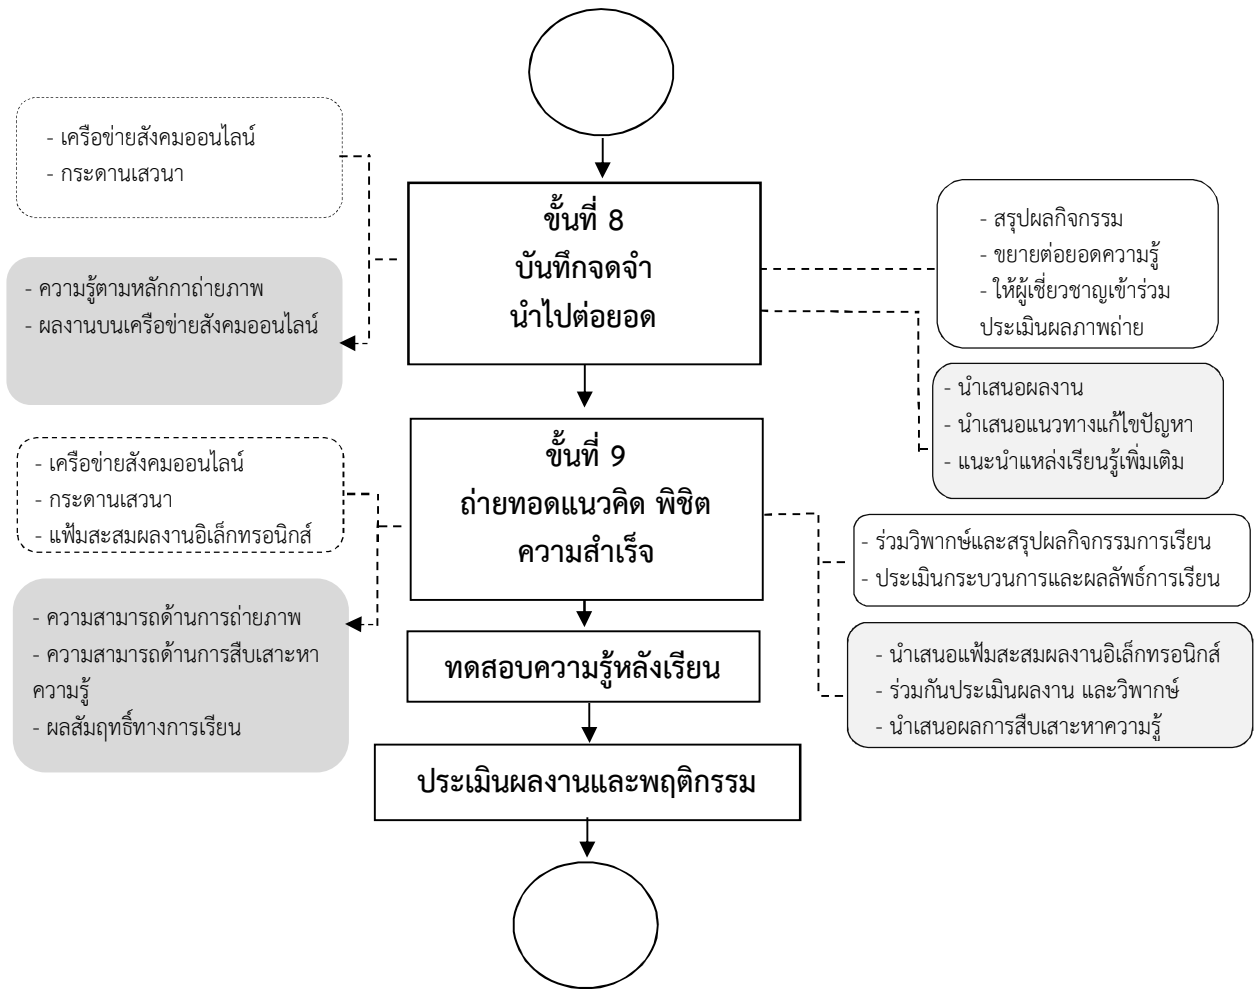 - เครือข่ายสังคมออนไลน์
- กระดานเสวนา
ขั้นที่ 8
บันทึกจดจำ
นำไปต่อยอด
- สรุปผลกิจกรรม
- ขยายต่อยอดความรู้
- ให้ผู้เชี่ยวชาญเข้าร่วม
ประเมินผลภาพถ่าย
- ความรู้ตามหลักกาถ่ายภาพ
- ผลงานบนเครือข่ายสังคมออนไลน์
- นำเสนอผลงาน
- นำเสนอแนวทางแก้ไขปัญหา
- แนะนำแหล่งเรียนรู้เพิ่มเติม
- เครือข่ายสังคมออนไลน์
- กระดานเสวนา
- แฟ้มสะสมผลงานอิเล็กทรอนิกส์
ขั้นที่ 9
ถ่ายทอดแนวคิด พิชิต
ความสำเร็จ
- ร่วมวิพากษ์และสรุปผลกิจกรรมการเรียน
- ประเมินกระบวนการและผลลัพธ์การเรียน
- ความสามารถด้านการถ่ายภาพ
- ความสามารถด้านการสืบเสาะหา
ความรู้
- ผลสัมฤทธิ์ทางการเรียน
ทดสอบความรู้หลังเรียน
- นำเสนอแฟ้มสะสมผลงานอิเล็กทรอนิกส์
- ร่วมกันประเมินผลงาน และวิพากษ์
- นำเสนอผลการสืบเสาะหาความรู้
ประเมินผลงานและพฤติกรรม